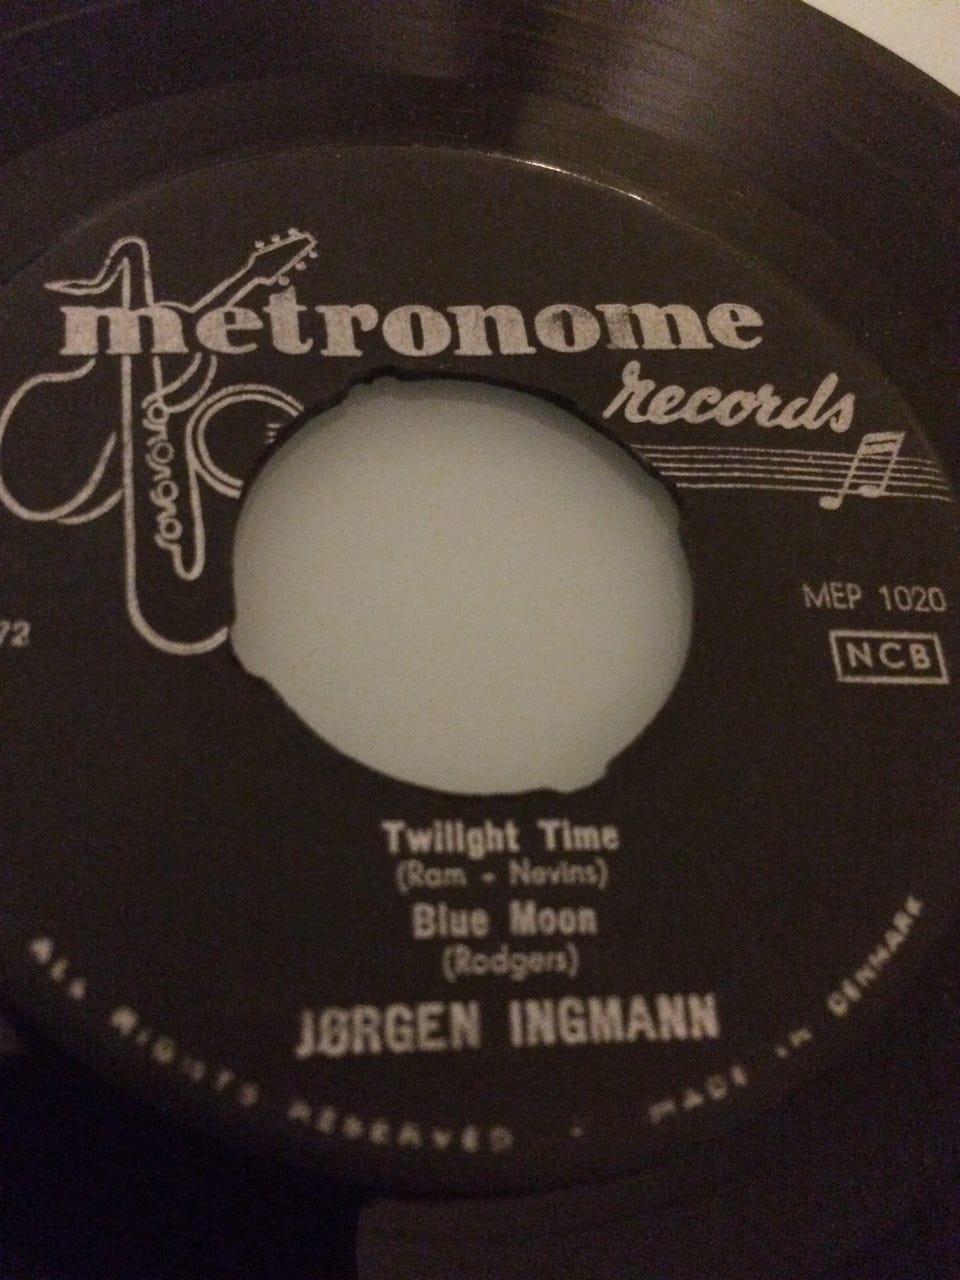 metronome
records
MEP 1020
72
NCB
Twilight Time
(Ram - Nevins)
Blue Moon
(Rodgers)
JØRGEN INGMANN
ALL RIGHTS RESERVED - MADE IN DENMARK